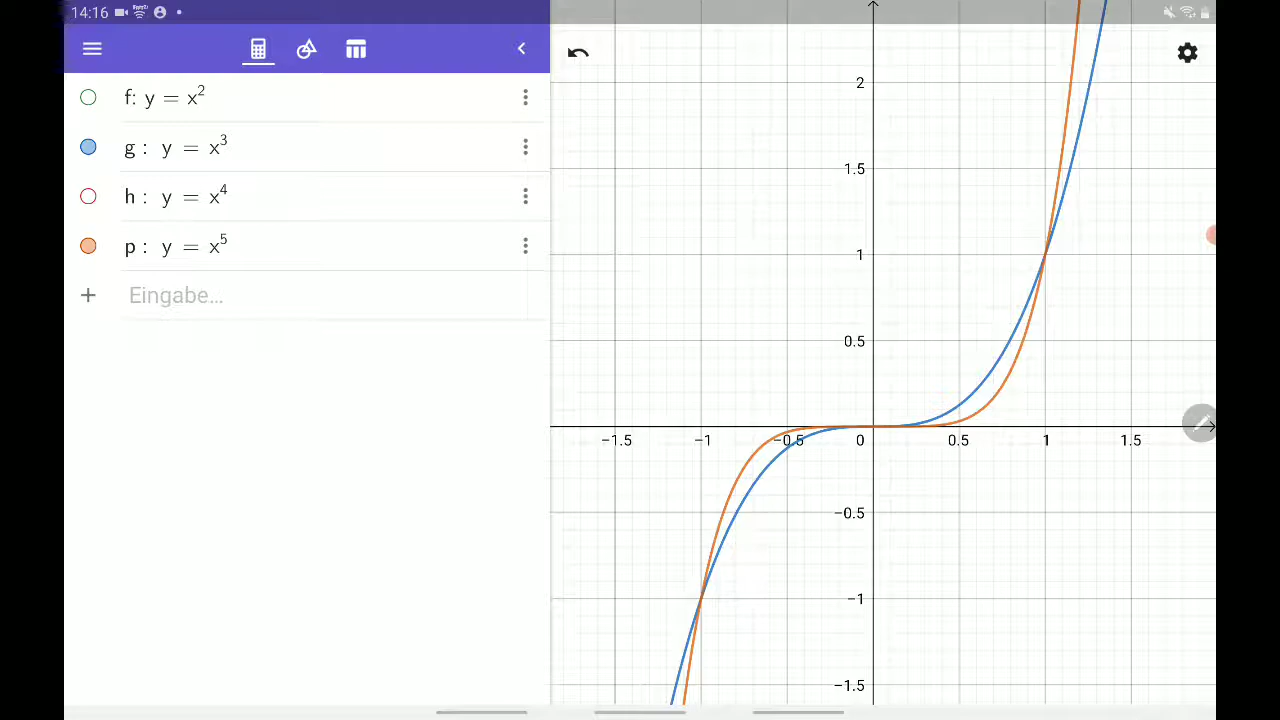 14:16
f: y = x²
g : y = x³
h : y = x⁴
p : y = x⁵
+ Eingabe...
2
1.5
1
0.5
−1.5 −1 −0.5 0 0.5 1 1.5
−0.5
−1
−1.5